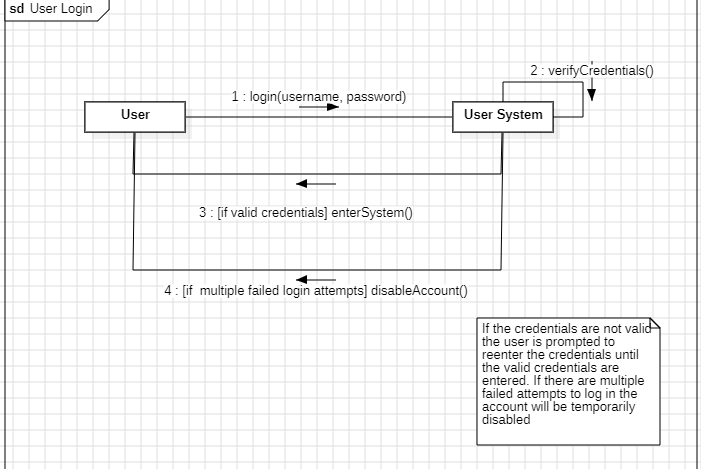 sd User Login
2 : verifyCredentials()
1 : login(username, password)
User
User System
3 : [if valid credentials] enterSystem()
4 : [if  multiple failed login attempts] disableAccount()
If the credentials are not valid
the user is prompted to
reenter the credentials until
the valid credentials are
entered. If there are multiple
failed attempts to log in the
account will be temporarily
disabled